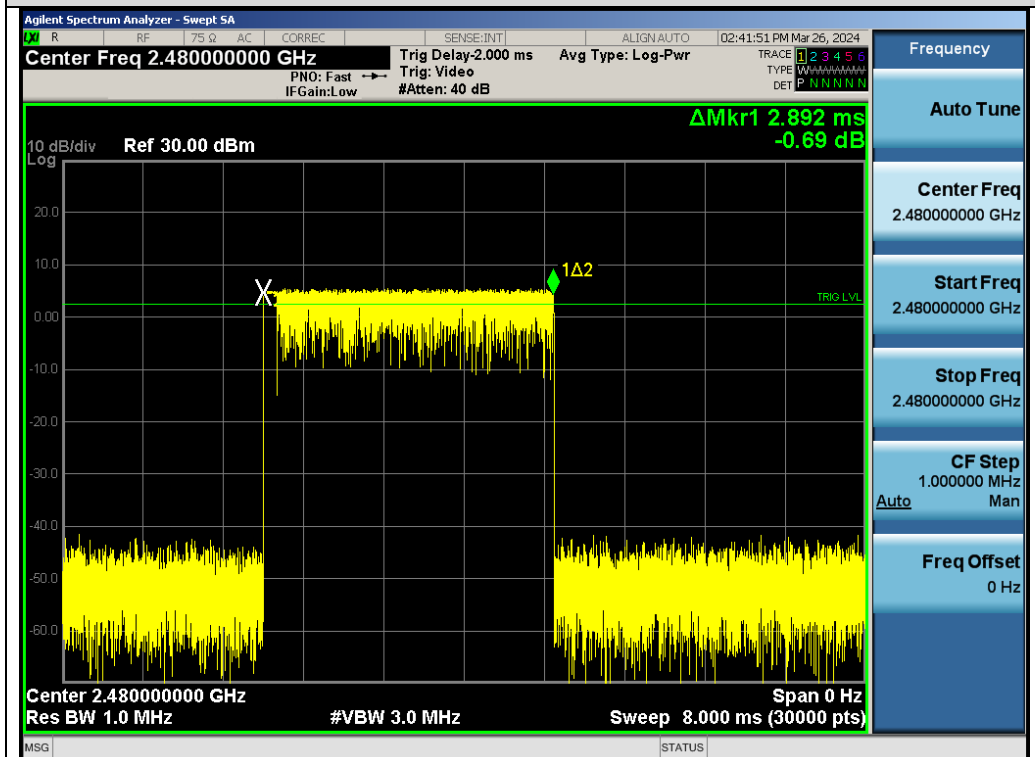 Agilent Spectrum Analyzer - Swept SA
LXI R RF 75 Ω AC CORREC SENSE:INT ALIGN AUTO 02:41:51 PM Mar 26, 2024
Center Freq 2.480000000 GHz
PNO: Fast
IFGain:Low
Trig Delay-2.000 ms
Trig: Video
#Atten: 40 dB
Avg Type: Log-Pwr
TRACE 1 2 3 4 5 6
TYPE WWWWWWW
DET P N N N N N
ΔMkr1 2.892 ms
-0.69 dB
10 dB/div
Log
Ref 30.00 dBm
20.0
10.0
0.00
-10.0
-20.0
-30.0
-40.0
-50.0
-60.0
1Δ2
TRIG LVL
Center 2.480000000 GHz
Span 0 Hz
Res BW 1.0 MHz
#VBW 3.0 MHz
Sweep 8.000 ms (30000 pts)
MSG
STATUS
Frequency
Auto Tune
Center Freq
2.480000000 GHz
Start Freq
2.480000000 GHz
Stop Freq
2.480000000 GHz
CF Step
1.000000 MHz
Auto Man
Freq Offset
0 Hz